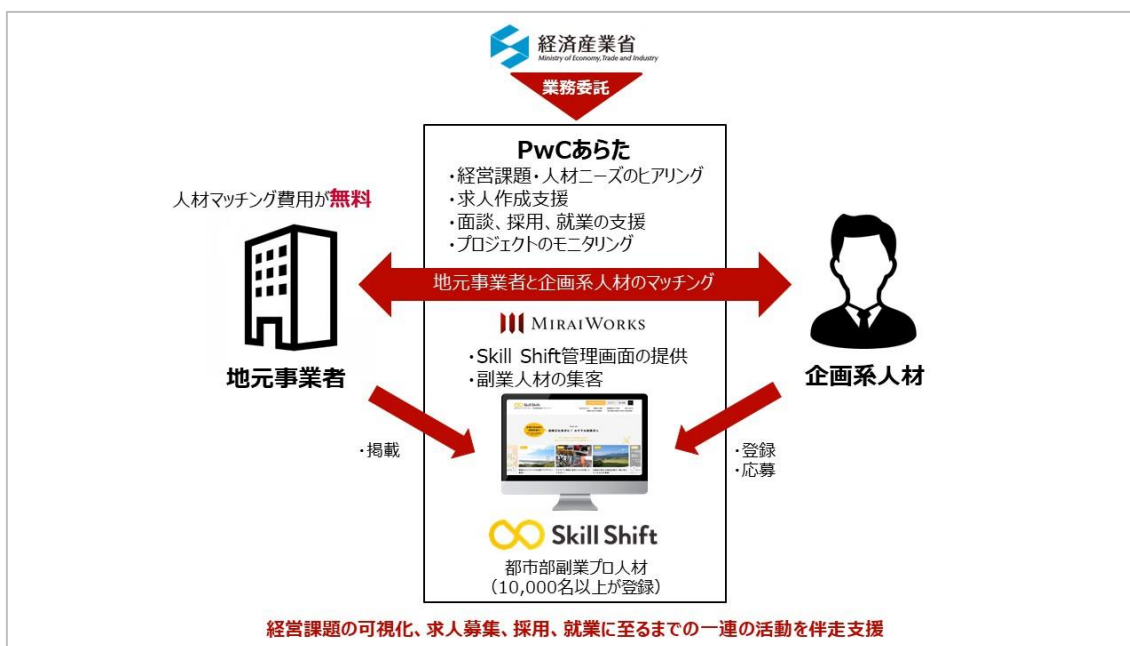 経済産業省
Ministry of Economy, Trade and Industry
業務委託
PwCあらた
・経営課題・人材ニーズのヒアリング
・求人作成支援
・面談、採用、就業の支援
・プロジェクトのモニタリング
人材マッチング費用が無料
地元事業者と企画系人材のマッチング
MIRAIWORKS
・Skill Shift管理画面の提供
・副業人材の集客
地元事業者
企画系人材
・掲載
・登録
・応募
Skill Shift
都市部副業プロ人材
（10,000名以上が登録）
経営課題の可視化、求人募集、採用、就業に至るまでの一連の活動を伴走支援